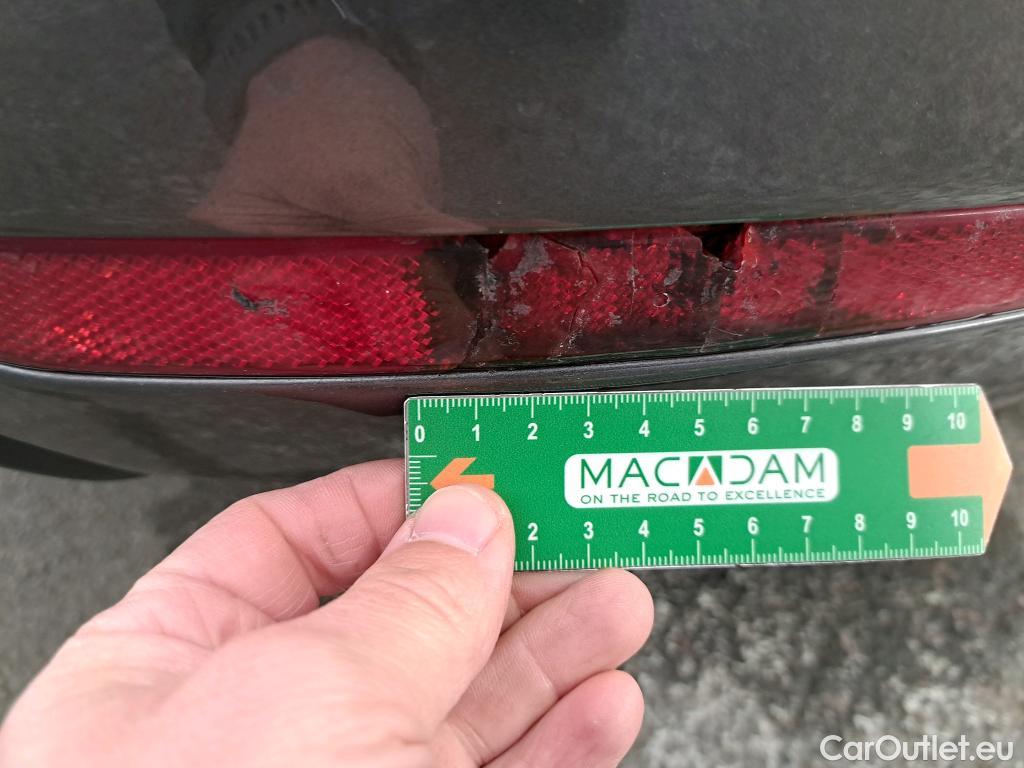 0 1 2 3 4 5 6 7 8 9 10
MACADAM
ON THE ROAD TO EXCELLENCE
2 3 4 5 6 7 8 9 10
CarOutlet.eu